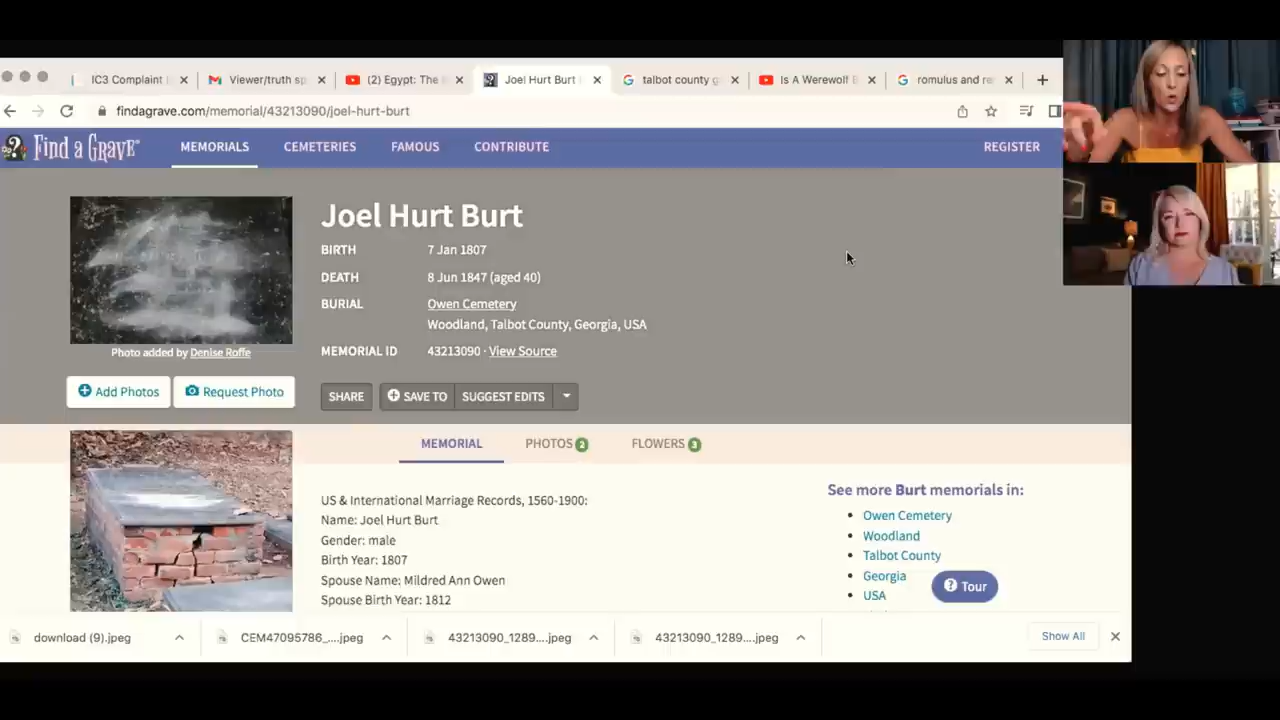 IC3 Complaint
Viewer/truth sp
(2) Egypt: The
Joel Hurt Burt
talbot county g
Is A Werewolf
romulus and re
findagrave.com/memorial/43213090/joel-hurt-burt
Find a Grave®
MEMORIALS
CEMETERIES
FAMOUS
CONTRIBUTE
REGISTER
Joel Hurt Burt
BIRTH 7 Jan 1807
DEATH 8 Jun 1847 (aged 40)
BURIAL Owen Cemetery
Woodland, Talbot County, Georgia, USA
MEMORIAL ID 43213090 · View Source
Photo added by Denise Roffe
Add Photos
Request Photo
SHARE
SAVE TO
SUGGEST EDITS
MEMORIAL
PHOTOS 2
FLOWERS 3
US & International Marriage Records, 1560-1900:
Name: Joel Hurt Burt
Gender: male
Birth Year: 1807
Spouse Name: Mildred Ann Owen
Spouse Birth Year: 1812
See more Burt memorials in:
Owen Cemetery
Woodland
Talbot County
Georgia
USA
Tour
download (9).jpeg
CEM47095786_....jpeg
43213090_1289....jpeg
43213090_1289....jpeg
Show All